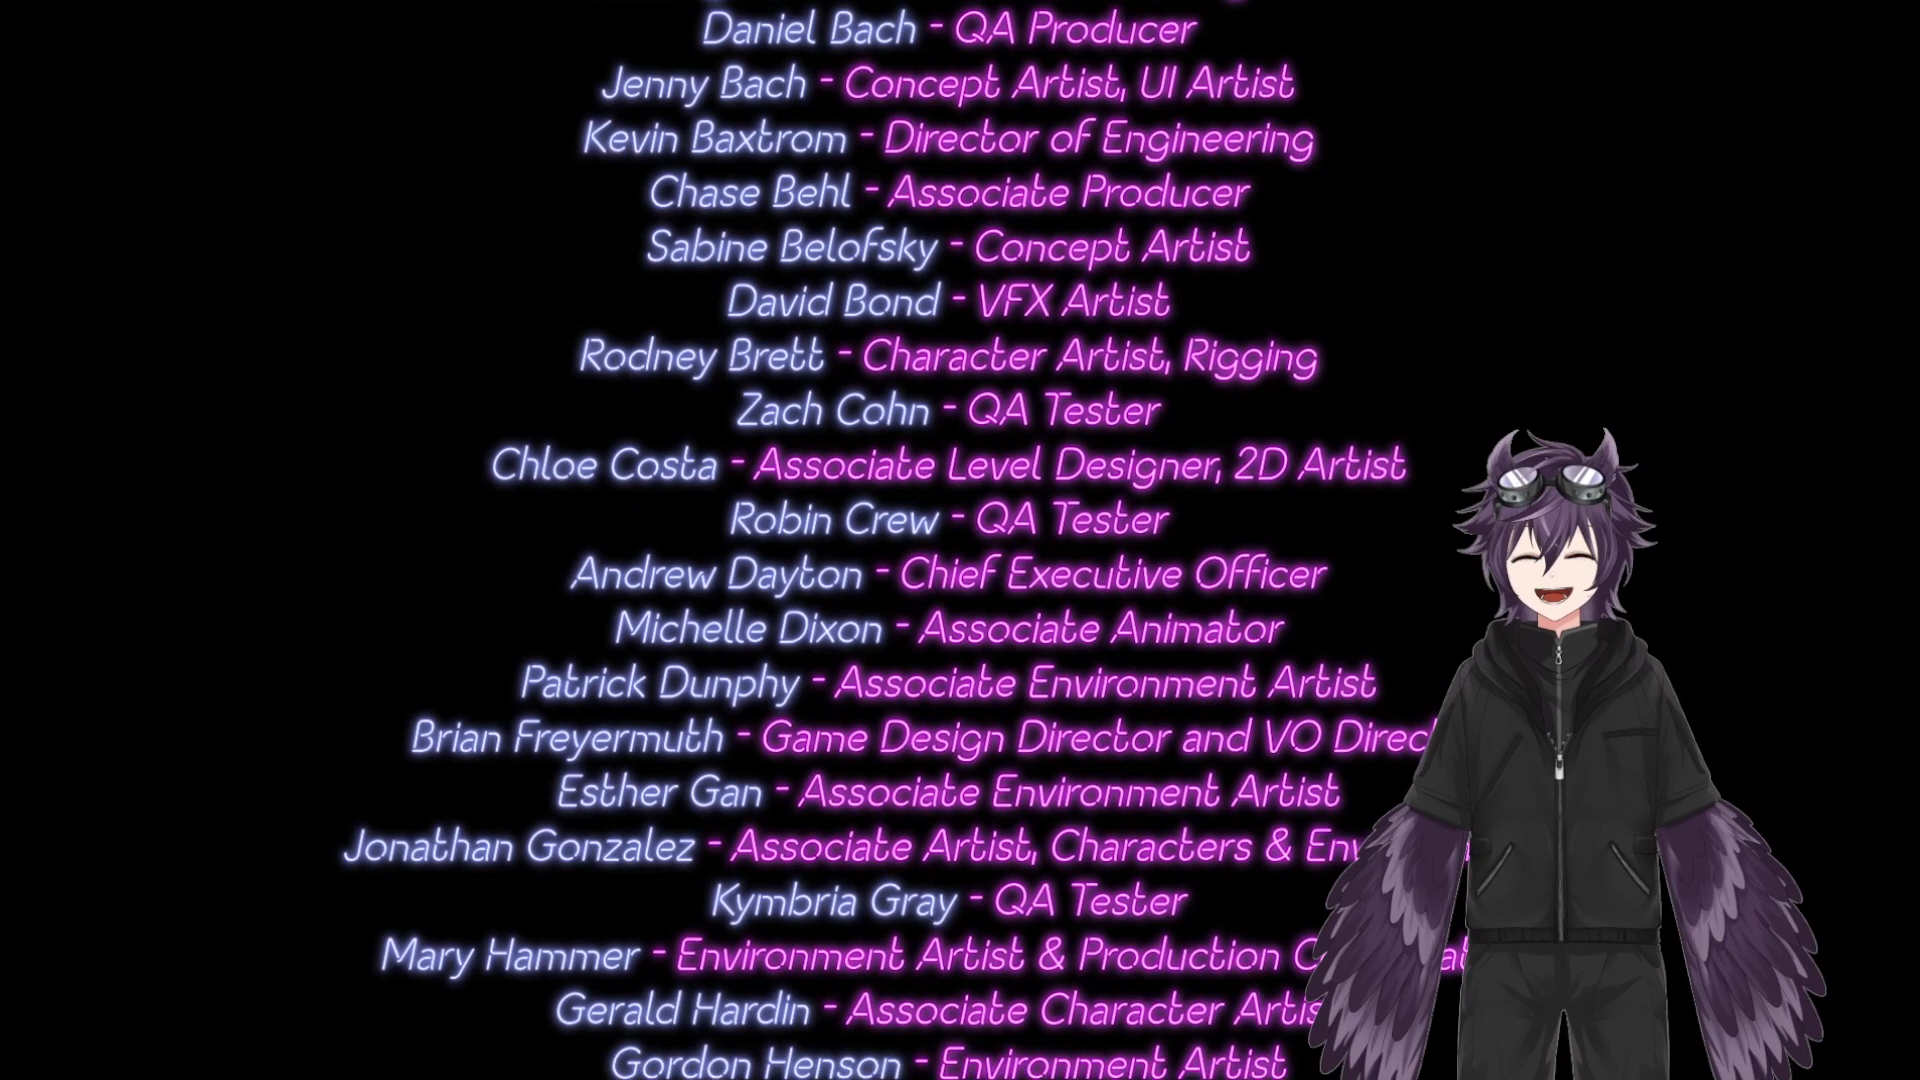 Daniel Bach - QA Producer
Jenny Bach - Concept Artist, UI Artist
Kevin Baxtrom - Director of Engineering
Chase Behl - Associate Producer
Sabine Belofsky - Concept Artist
David Bond - VFX Artist
Rodney Brett - Character Artist, Rigging
Zach Cohn - QA Tester
Chloe Costa - Associate Level Designer, 2D Artist
Robin Crew - QA Tester
Andrew Dayton - Chief Executive Officer
Michelle Dixon - Associate Animator
Patrick Dunphy - Associate Environment Artist
Brian Freyermuth - Game Design Director and VO
Esther Gan - Associate Environment Artist
Jonathan Gonzalez - Associate Artist, Characters &
Kymbria Gray - QA Tester
Mary Hammer - Environment Artist & Production
Gerald Hardin - Associate Character
Gordon Henson - Environment Artist